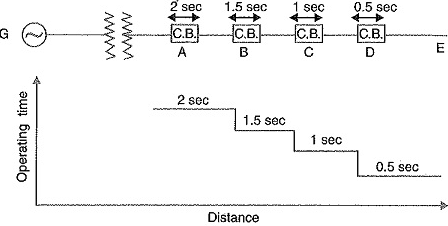 2 sec 1.5 sec 1 sec 0.5 sec
G C.B. C.B. C.B. C.B.
A B C D E
Operating time
2 sec
1.5 sec
1 sec
0.5 sec
Distance